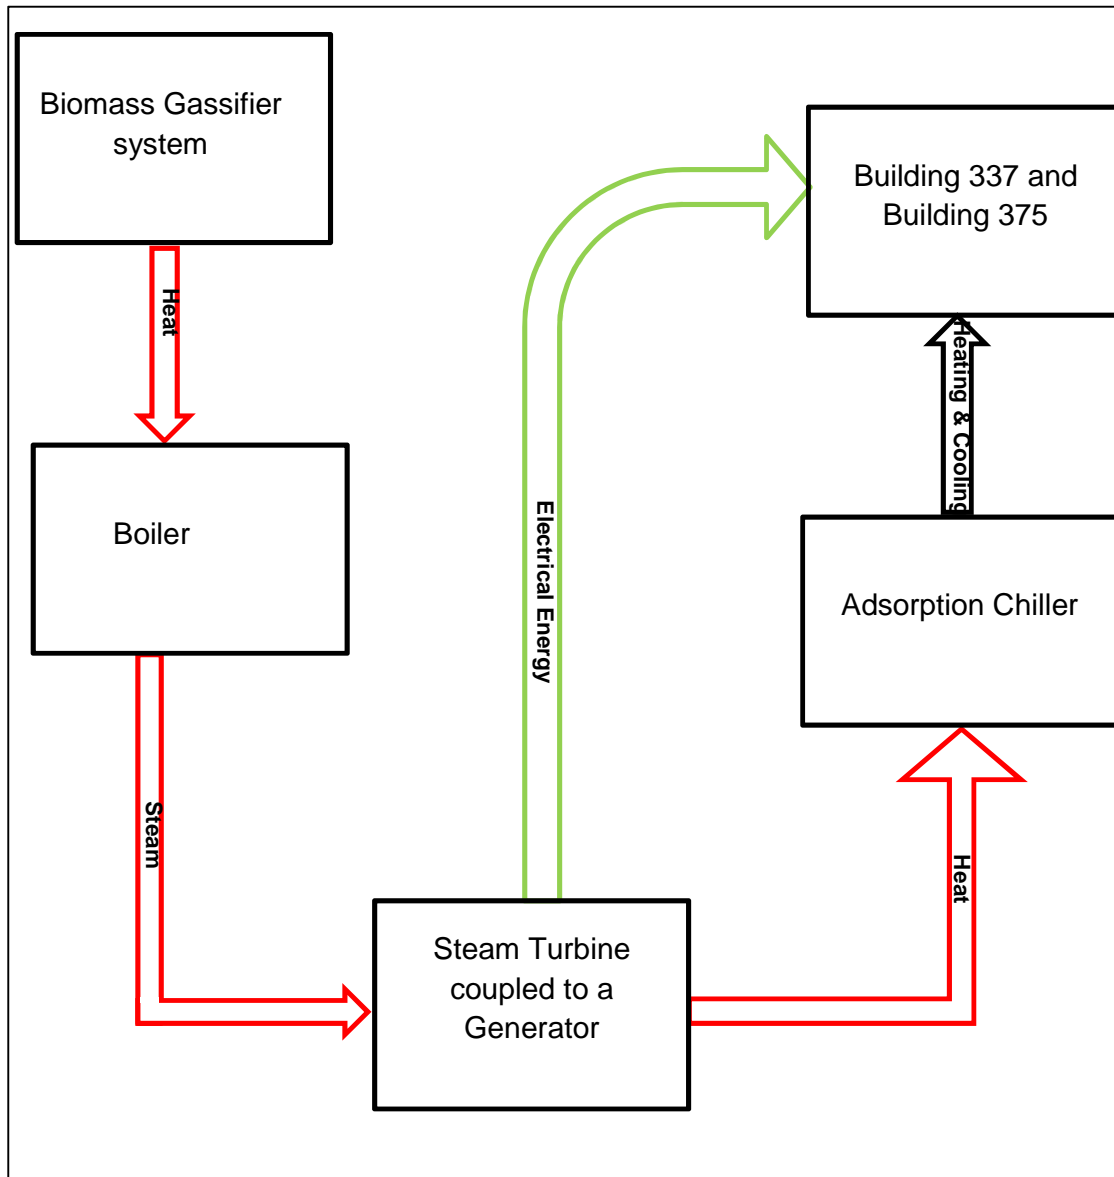 Biomass Gassifier
system
Building 337 and
Building 375
Heat
Heating & Cooling
Boiler
Electrical Energy
Adsorption Chiller
Steam
Heat
Steam Turbine
coupled to a
Generator